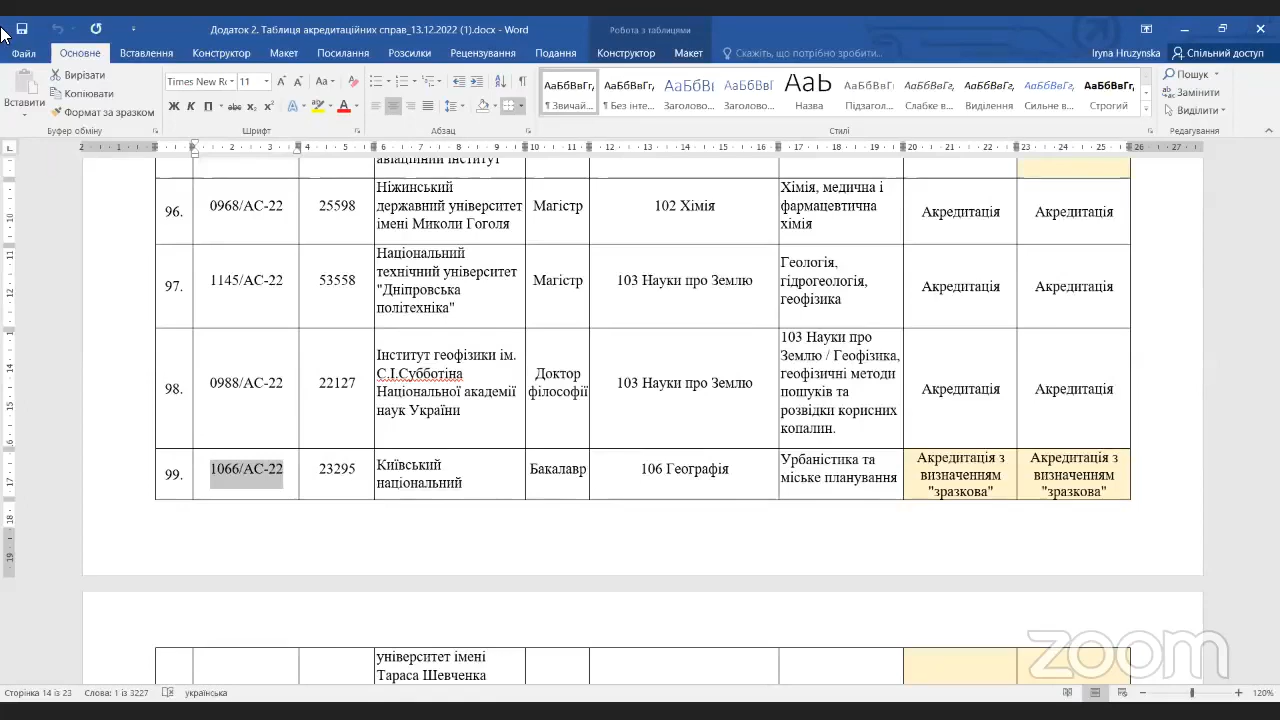 Додаток 2. Таблиця акредитаційних справ_13.12.2022 (1).docx - Word
Робота з таблицями
Файл
Основне
Вставлення
Конструктор
Макет
Посилання
Розсилки
Рецензування
Подання
Конструктор
Макет
Скажіть, що потрібно зробити...
Iryna Hruzynska
Спільний доступ
Вставити
Вирізати
Копіювати
Формат за зразком
Буфер обміну
Times New Ro
11
Шрифт
Абзац
АаБбВвГг,
¶ Звичай...
АаБбВвГг,
¶ Без інте...
АаБбВвІ
Заголово...
АаБбВвГ
Заголово...
АаБ
Назва
АаБбВвГг
Підзагол...
АаБбВвГг,
Слабке в...
АаБбВвГг,
Виділення
АаБбВвГг,
Сильне в...
АаБбВвГг,
Строгий
Стилі
Пошук
Замінити
Виділити
Редагування
авіаційний інститут
96.
0968/АС-22
25598
Ніжинський
державний університет
імені Миколи Гоголя
Магістр
102 Хімія
Хімія, медична і
фармацевтична
хімія
Акредитація
Акредитація
97.
1145/АС-22
53558
Національний
технічний університет
"Дніпровська
політехніка"
Магістр
103 Науки про Землю
Геологія,
гідрогеологія,
геофізика
Акредитація
Акредитація
98.
0988/АС-22
22127
Інститут геофізики ім.
С.І.Субботіна
Національної академії
наук України
Доктор
філософії
103 Науки про Землю
103 Науки про
Землю / Геофізика,
геофізичні методи
пошуків та
розвідки корисних
копалин.
Акредитація
Акредитація
99.
1066/АС-22
23295
Київський
національний
Бакалавр
106 Географія
Урбаністика та
міське планування
Акредитація з
визначенням
"зразкова"
Акредитація з
визначенням
"зразкова"
університет імені
Тараса Шевченка
zoom
Сторінка 14 із 23
Слова: 1 із 3227
українська
120%